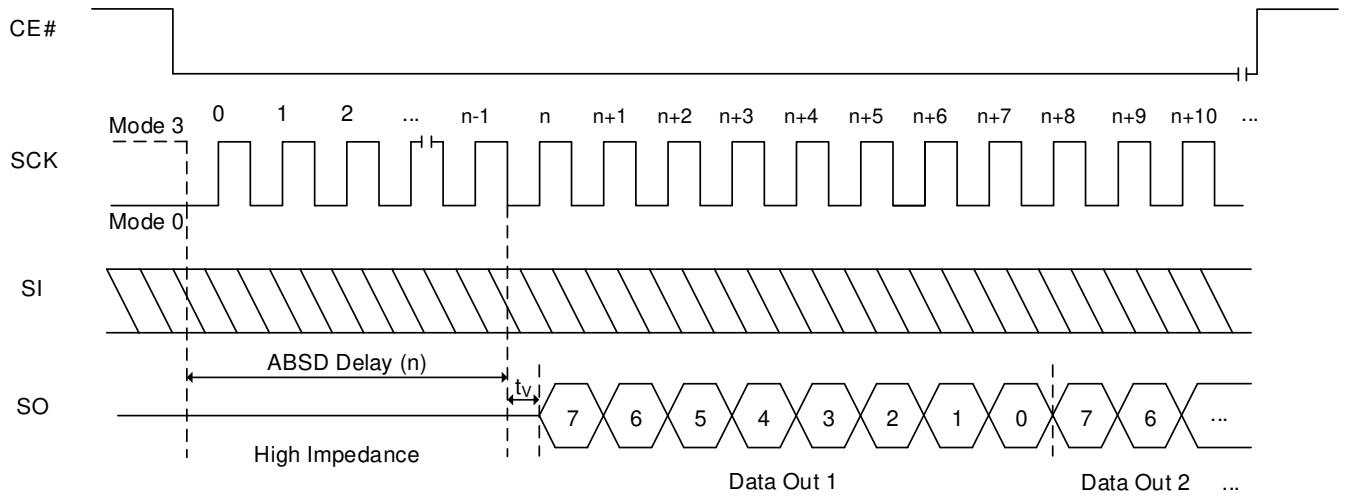 CE#
0 1 2 ... n-1 n n+1 n+2 n+3 n+4 n+5 n+6 n+7 n+8 n+9 n+10 ...
Mode 3
SCK
Mode 0
SI
ABSD Delay (n)
tV
SO
7 6 5 4 3 2 1 0 7 6 ...
High Impedance
Data Out 1 Data Out 2 ...